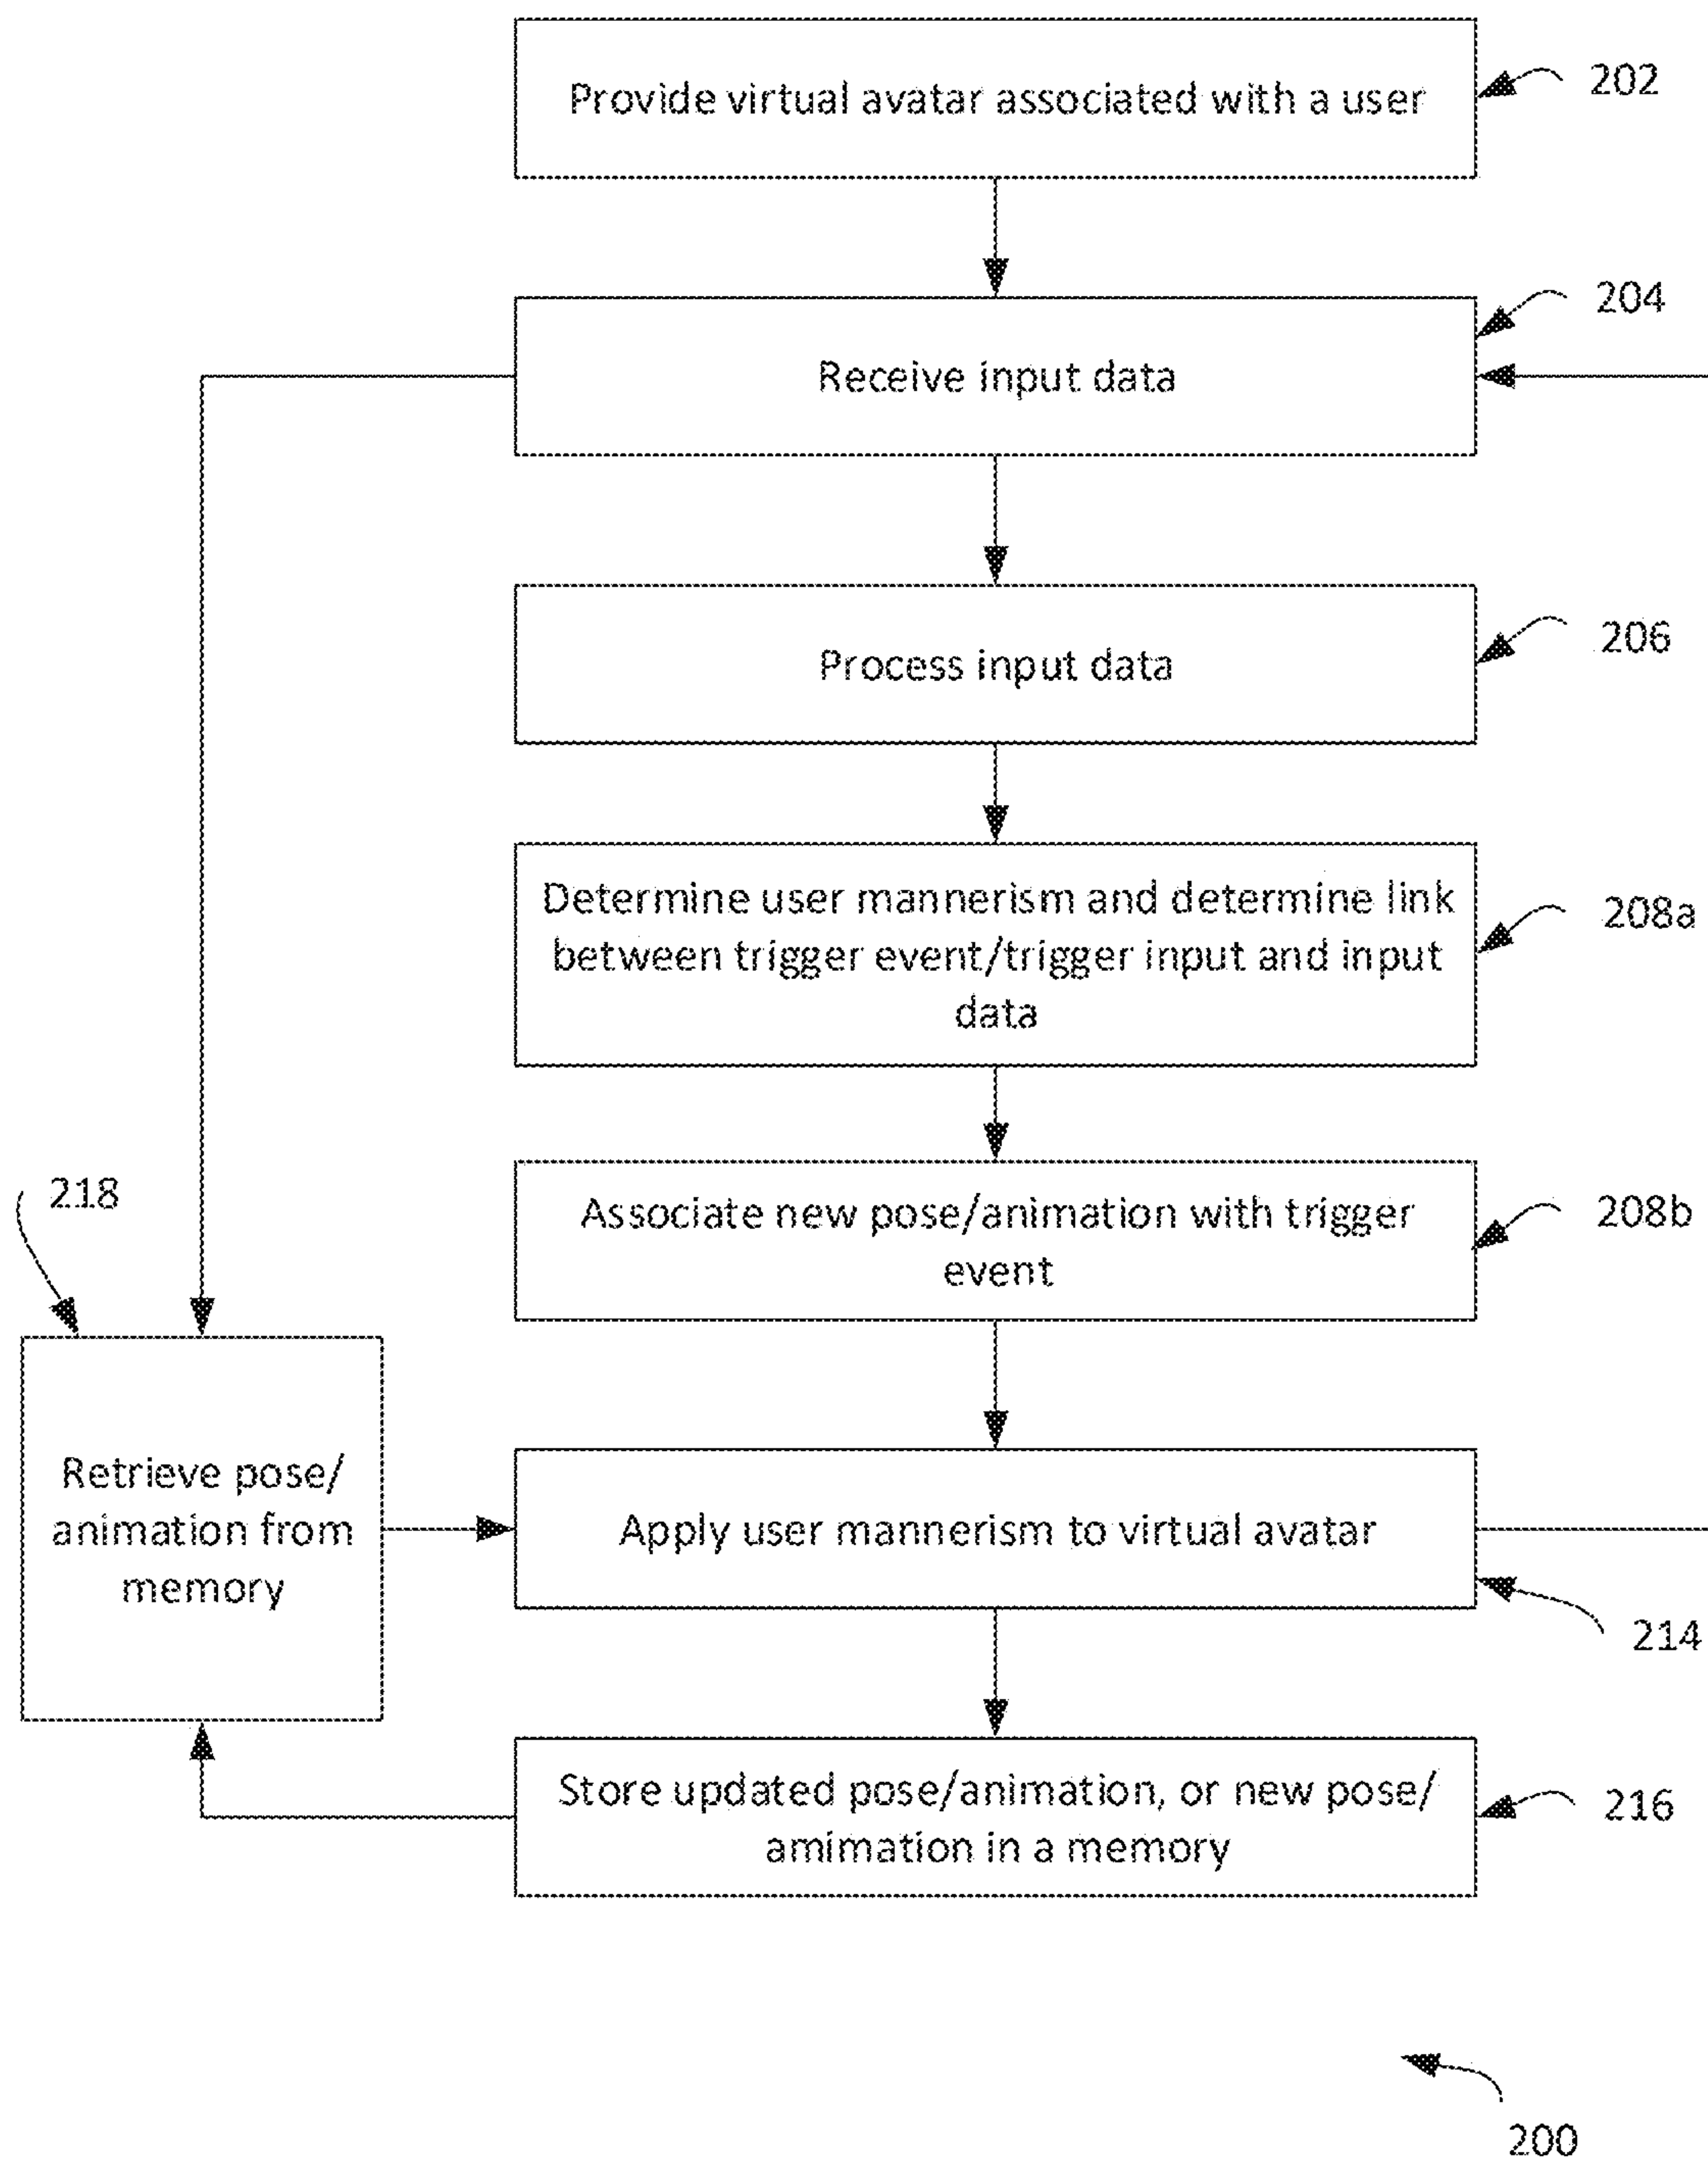 Provide virtual avatar associated with a user
202
204
Receive input data
206
Process input data
Determine user mannerism and determine link
between trigger event/trigger input and input
data
208a
218
Associate new pose/animation with trigger
event
208b
Retrieve pose/
animation from
memory
Apply user mannerism to virtual avatar
214
Store updated pose/animation, or new pose/
amimation in a memory
216
200